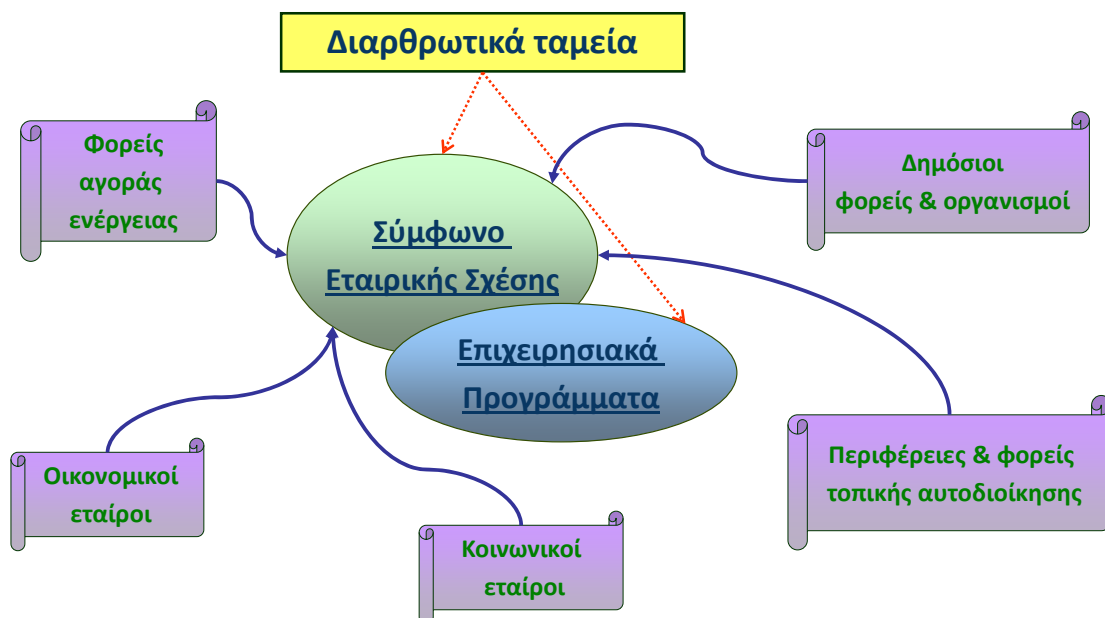 Διαρθρωτικά ταμεία
Φορείς
αγοράς
ενέργειας
Δημόσιοι
φορείς & οργανισμοί
Σύμφωνο
Εταιρικής Σχέσης
Επιχειρησιακά
Προγράμματα
Οικονομικοί
εταίροι
Κοινωνικοί
εταίροι
Περιφέρειες & φορείς
τοπικής αυτοδιοίκησης